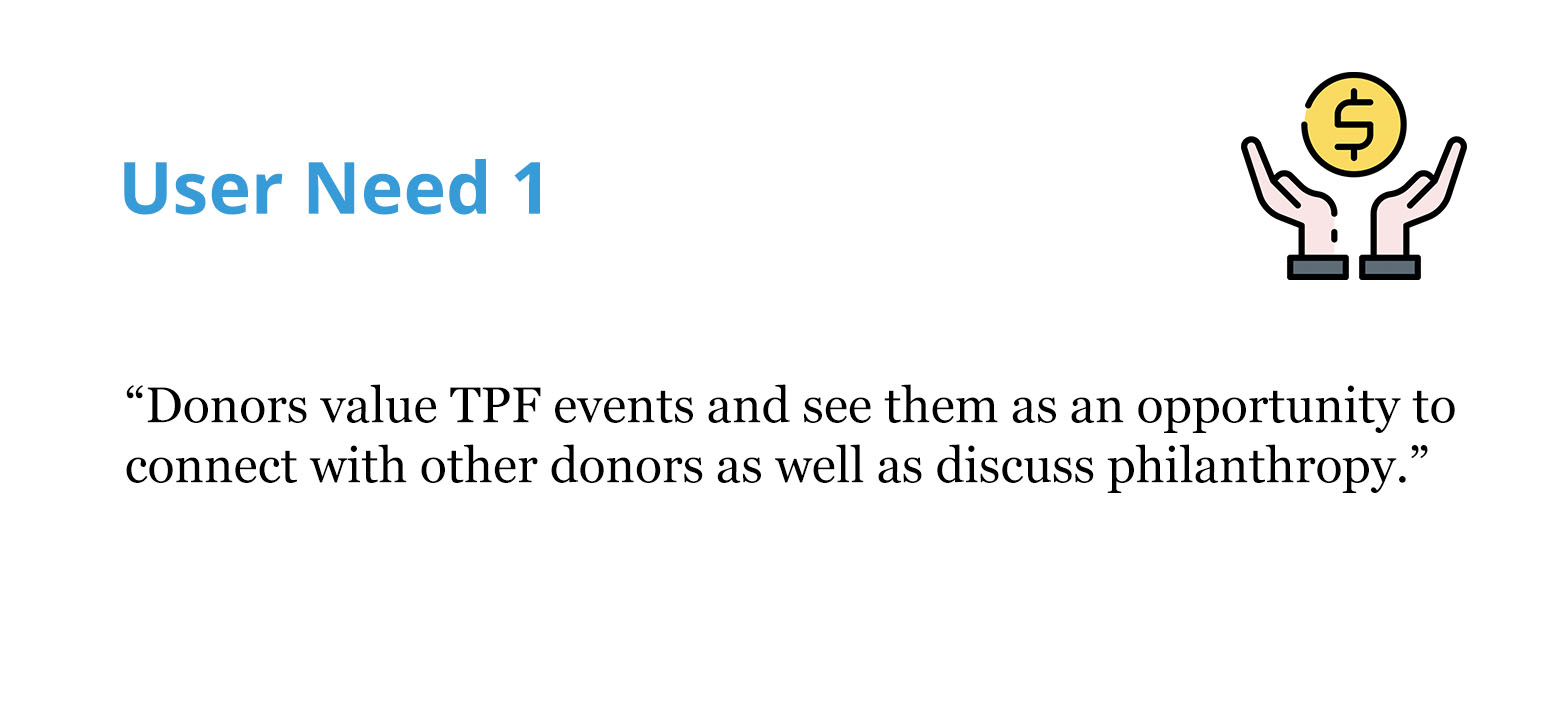 User Need 1
“Donors value TPF events and see them as an opportunity to
connect with other donors as well as discuss philanthropy.”